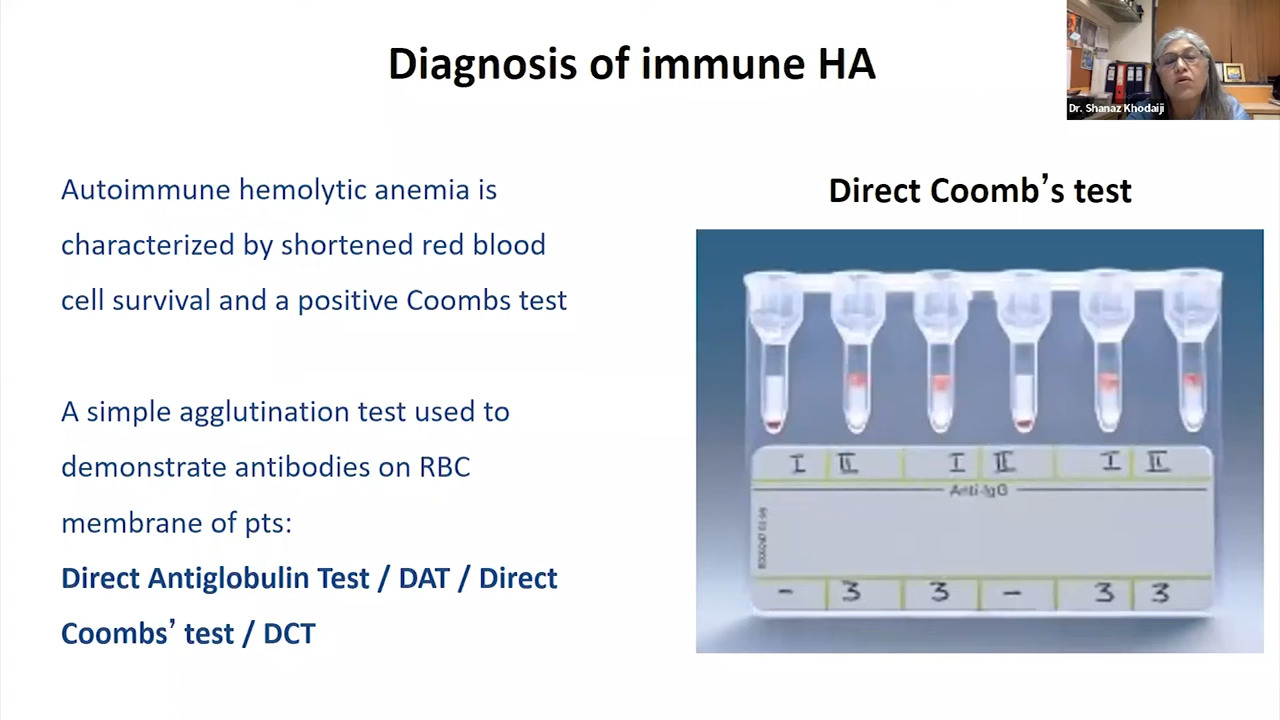 Diagnosis of immune HA
Dr. Shanaz Khodaiji
Autoimmune hemolytic anemia is
characterized by shortened red blood
cell survival and a positive Coombs test
A simple agglutination test used to
demonstrate antibodies on RBC
membrane of pts:
Direct Antiglobulin Test / DAT / Direct
Coombs’ test / DCT
Direct Coomb’s test
I II I II I II
Anti-IgG
- 3 3 - 3 3